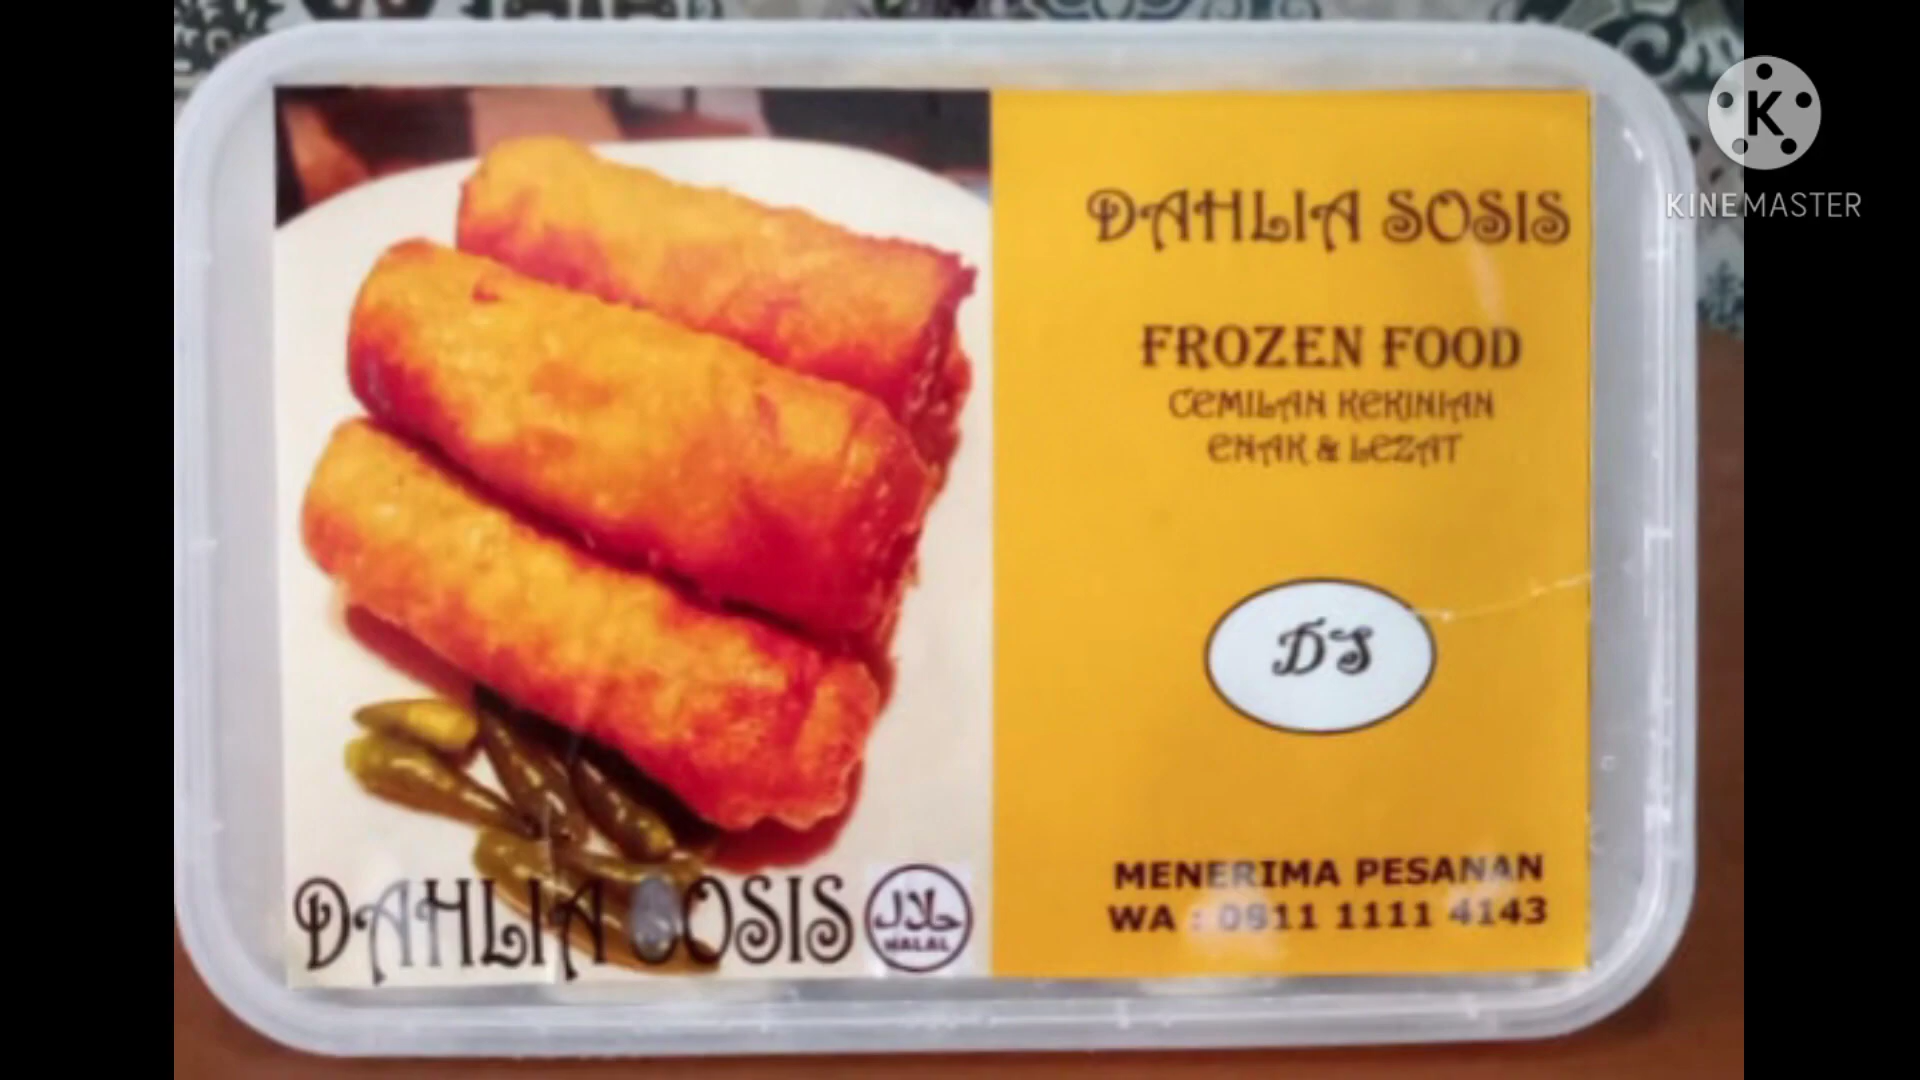 DAHLIA SOSIS
FROZEN FOOD
CEMILAN KEKINIAN
ENAK & LEZAT
DS
MENERIMA PESANAN
WA : 0811 1111 4143
DAHLIA SOSIS
حلال
HALAL
K
KINEMASTER